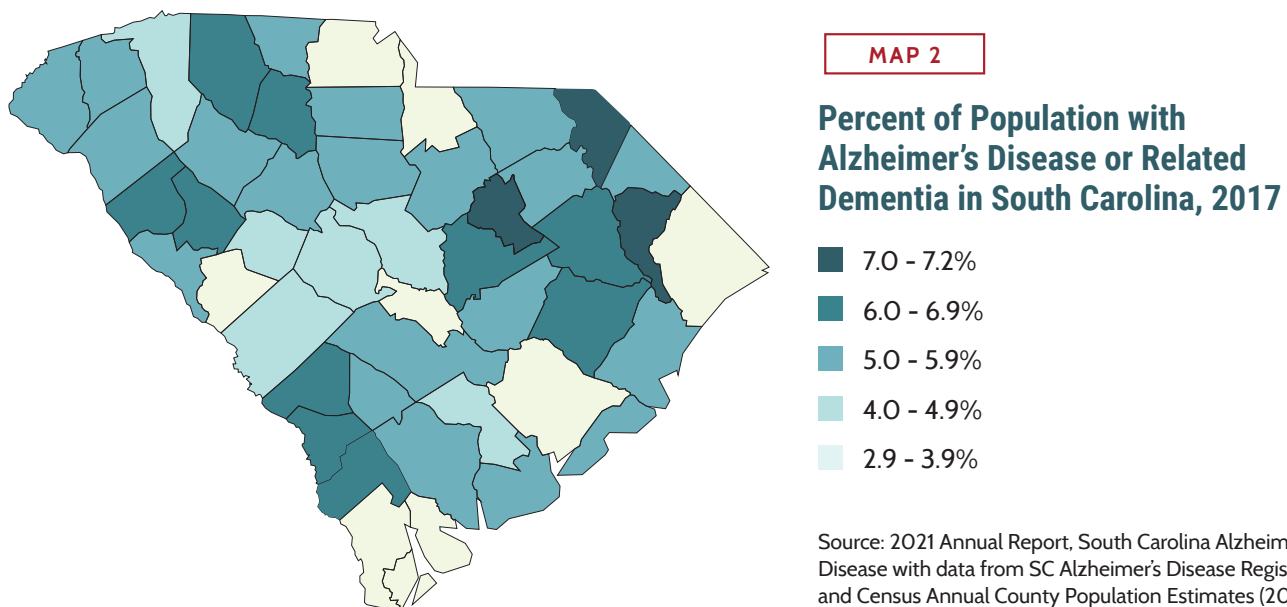 MAP 2
Percent of Population with
Alzheimer’s Disease or Related
Dementia in South Carolina, 2017
7.0 - 7.2%
6.0 - 6.9%
5.0 - 5.9%
4.0 - 4.9%
2.9 - 3.9%
Source: 2021 Annual Report, South Carolina
Disease with data from SC Alzheimer’s Disease
and Census Annual County Population Estimates